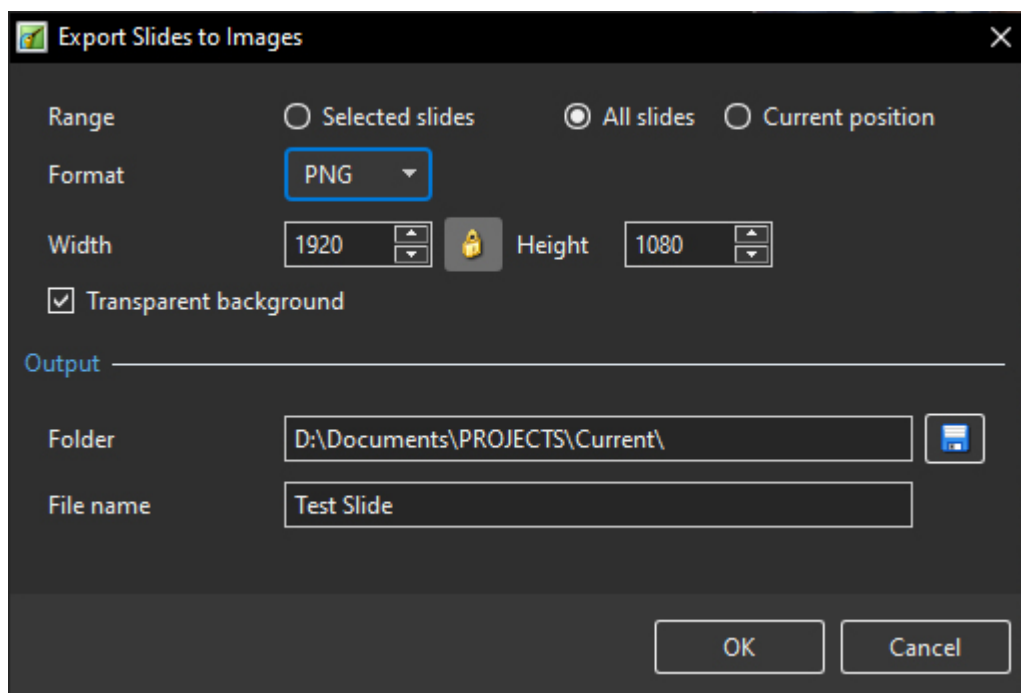 Export Slides to Images
Range Selected slides All slides Current position
Format PNG
Width 1920 Height 1080
Transparent background
Output
Folder D:\Documents\PROJECTS\Current\
File name Test Slide
OK Cancel